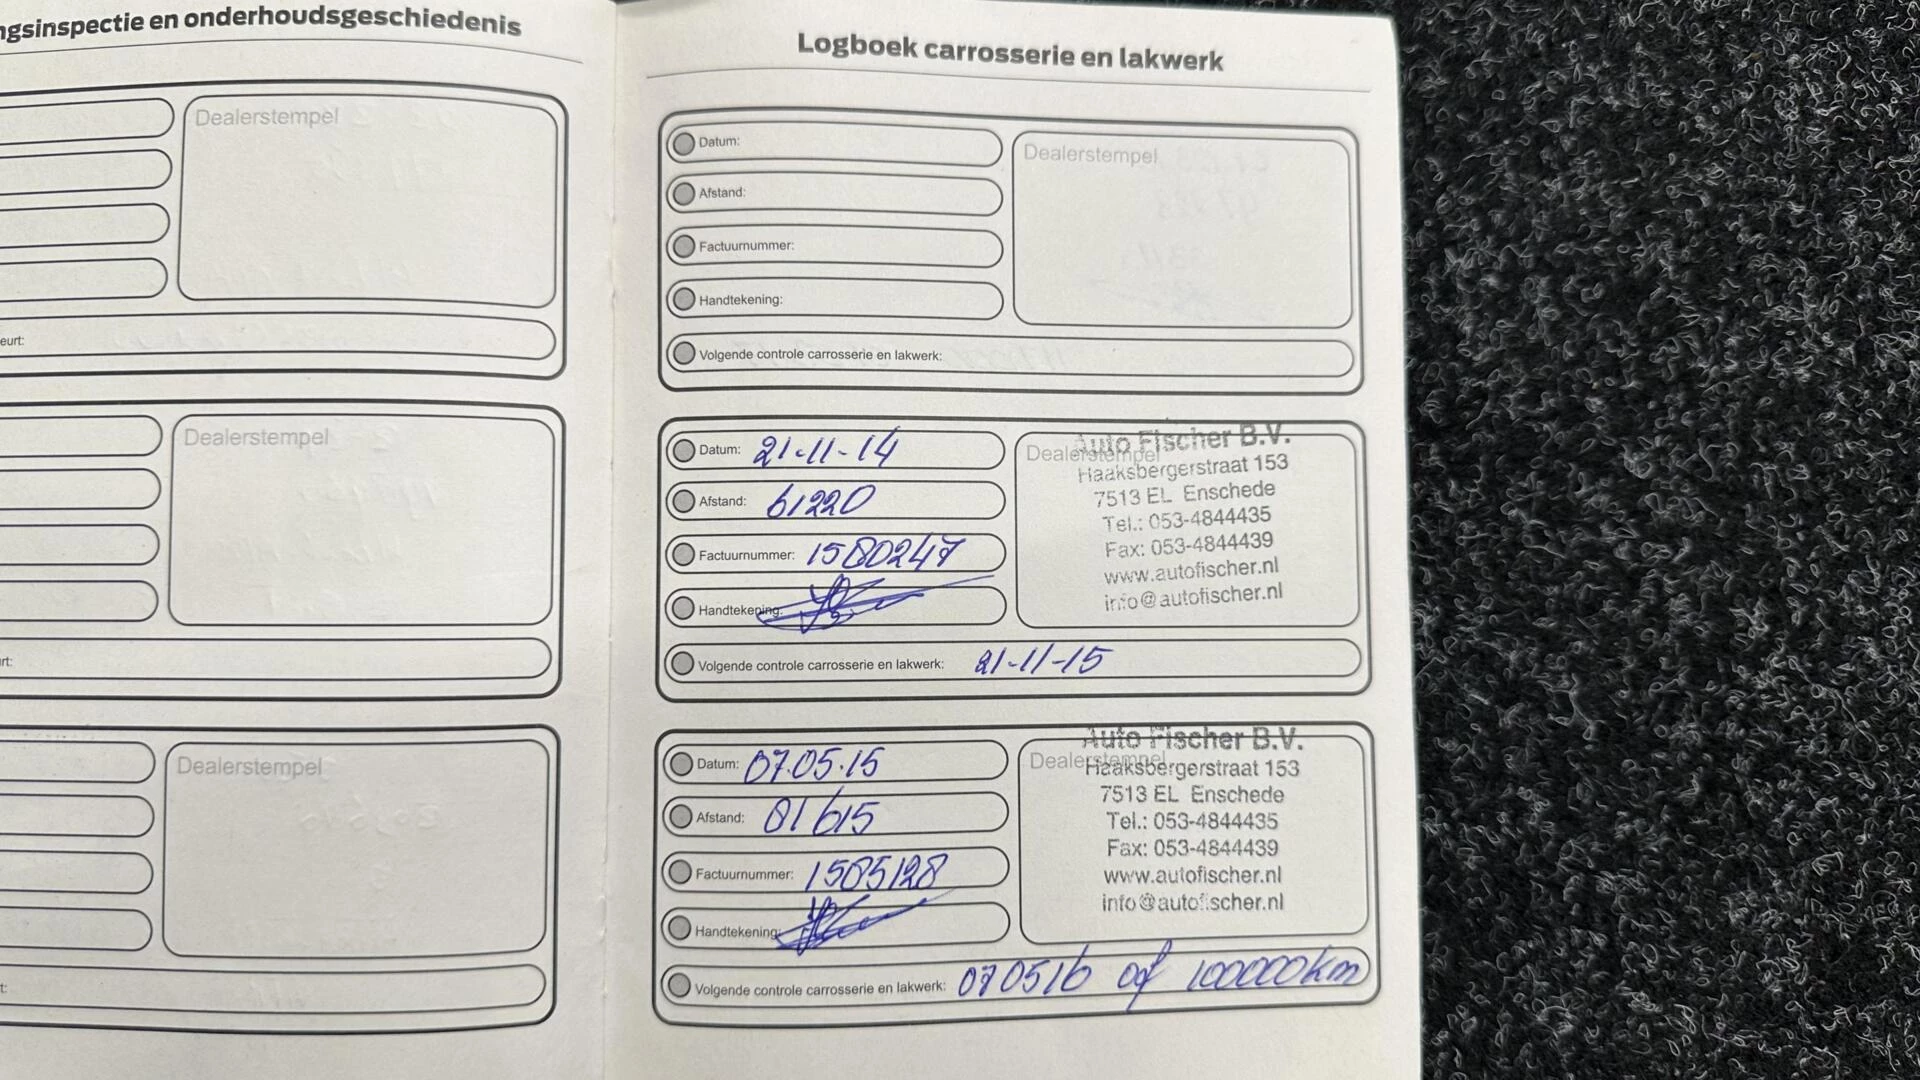 ngsinspectie en onderhoudsgeschiedenis
Dealerstempel
eurt:
Dealerstempel
rt:
Dealerstempel
t:
Logboek carrosserie en lakwerk
Datum:
Afstand:
Factuurnummer:
Handtekening:
Dealerstempel
Volgende controle carrosserie en lakwerk:
Datum: 21-11-14
Afstand: 61220
Factuurnummer: 1580247
Handtekening:
Dealerstempel
Auto Fischer B.V.
Haaksbergerstraat 153
7513 EL Enschede
Tel.: 053-4844435
Fax: 053-4844439
www.autofischer.nl
info@autofischer.nl
Volgende controle carrosserie en lakwerk: 21-11-15
Datum: 07.05.15
Afstand: 81615
Factuurnummer: 1585128
Handtekening:
Dealerstempel
Auto Fischer B.V.
Haaksbergerstraat 153
7513 EL Enschede
Tel.: 053-4844435
Fax: 053-4844439
www.autofischer.nl
info@autofischer.nl
Volgende controle carrosserie en lakwerk: 070516 of 100000km